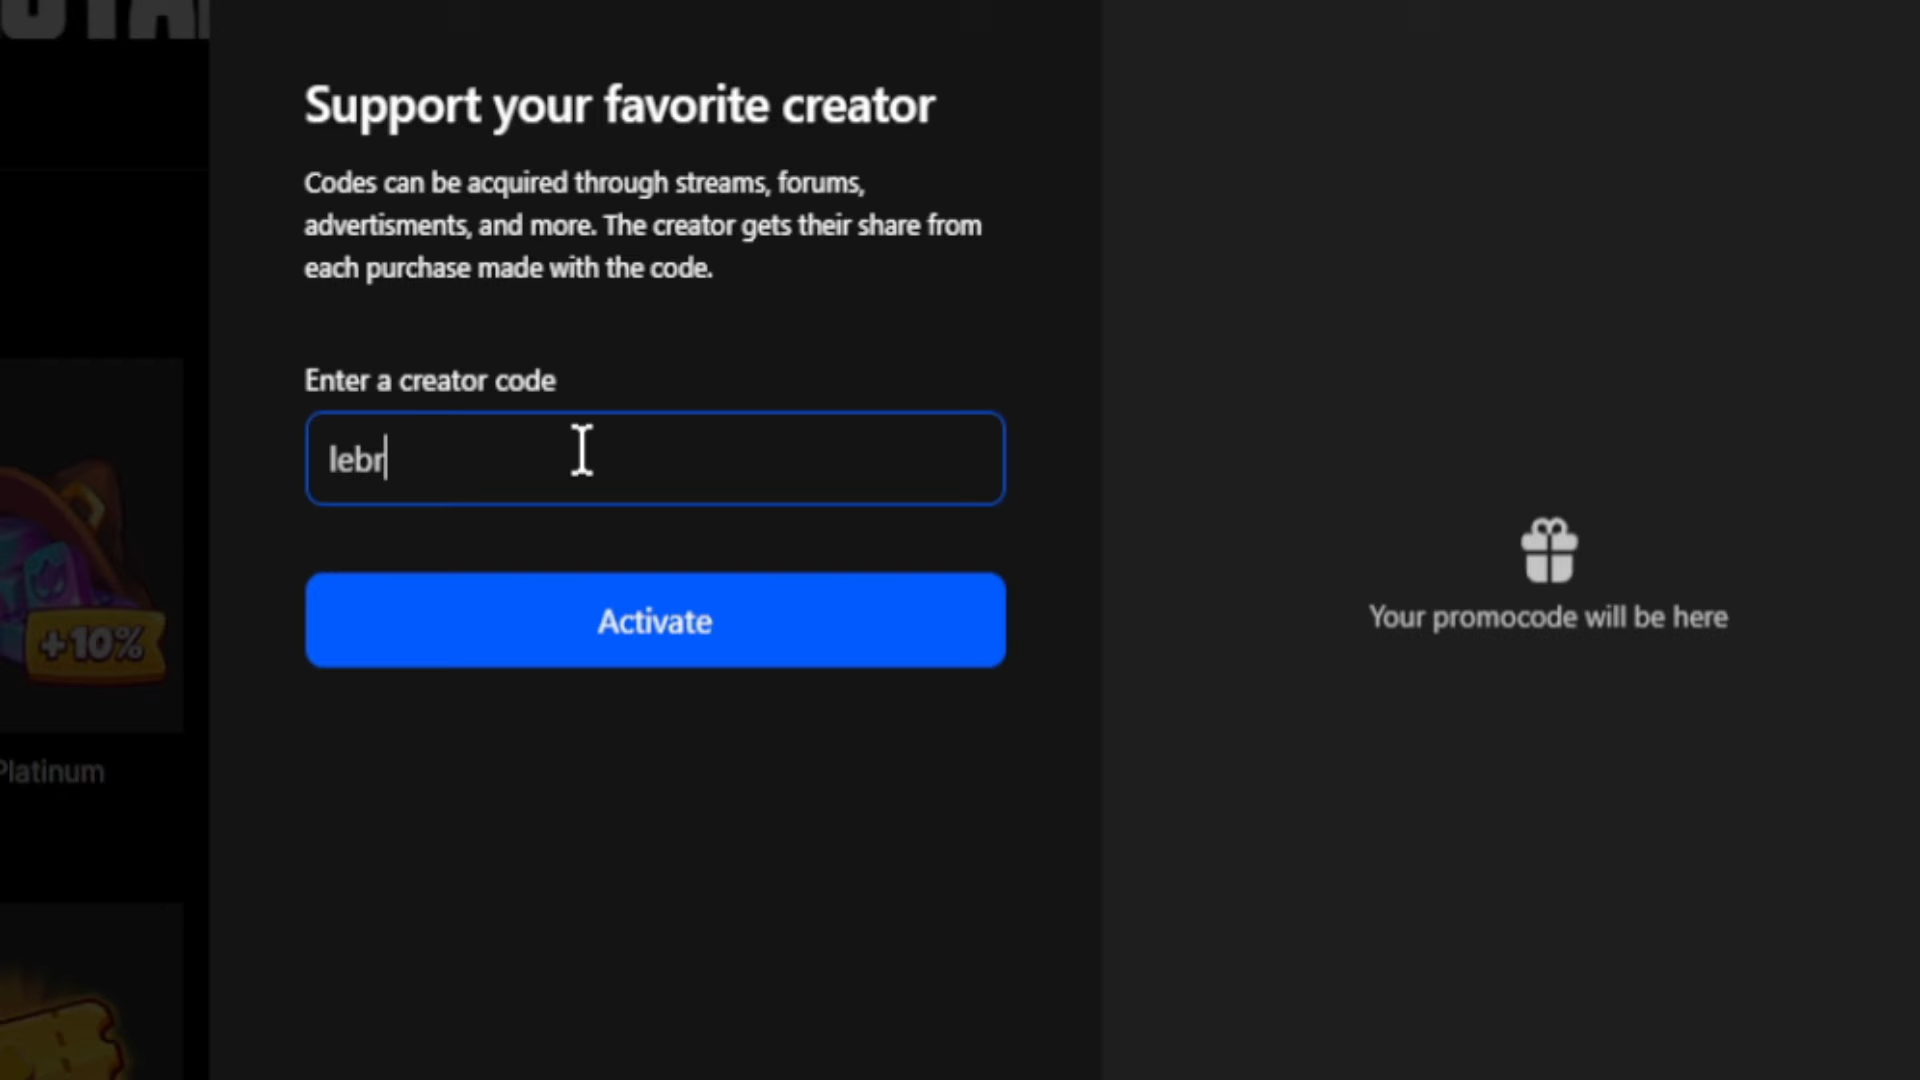 Support your favorite creator
Codes can be acquired through streams, forums,
advertisments, and more. The creator gets their share from
each purchase made with the code.
Enter a creator code
lebr
+10%
Activate
Your promocode will be here
Platinum